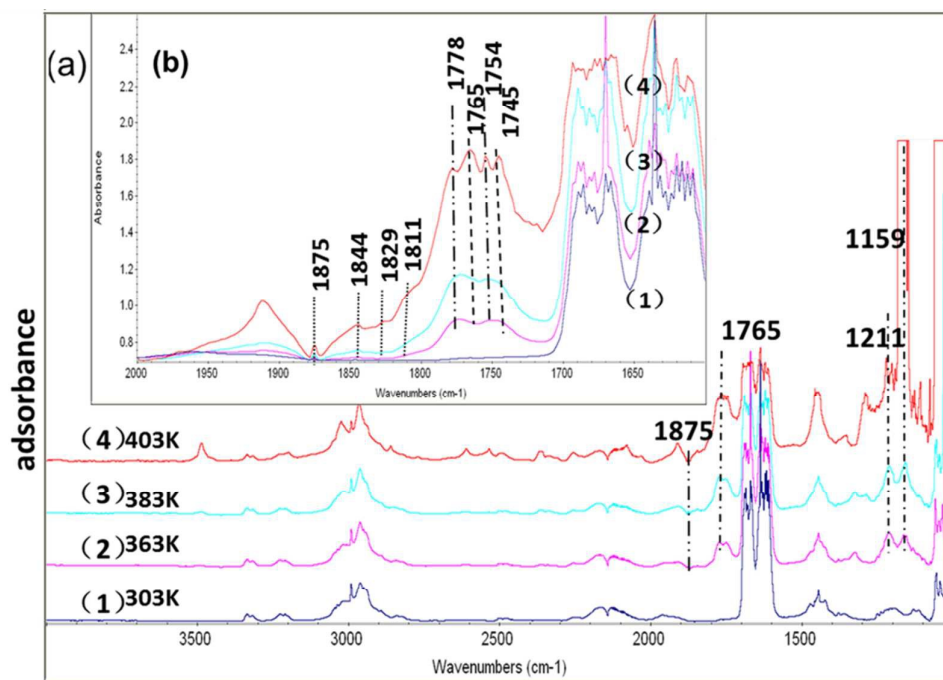 (a)
(b)
2.4
2.2
2.0
1.8
1.6
1.4
1.2
1.0
0.8
Absorbance
1778
1765
1754
1745
1875
1844
1829
1811
(4)
(3)
(2)
(1)
2000 1950 1900 1850 1800 1750 1700 1650
Wavenumbers (cm-1)
1159
1211
1765
1875
adsorbance
(4) 403K
(3) 383K
(2) 363K
(1) 303K
3500 3000 2500 2000 1500
Wavenumbers (cm-1)